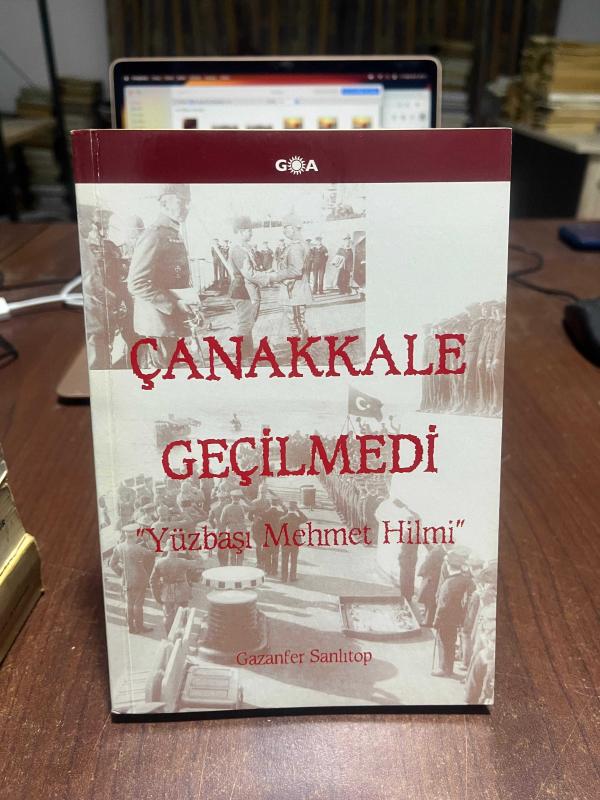 GOA
ÇANAKKALE
GEÇİLMEDİ
"Yüzbaşı Mehmet Hilmi"
Gazanfer Sanlıtop